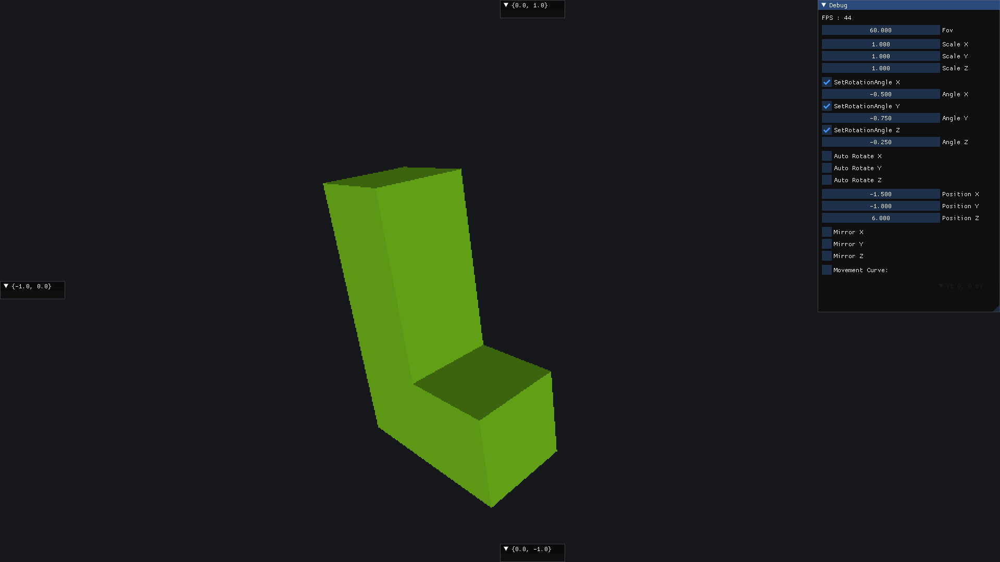 {0.0, 1.0}
Debug
FPS : 44
60.000 Fov
1.000 Scale X
1.000 Scale Y
1.000 Scale Z
SetRotationAngle X
-0.500 Angle X
SetRotationAngle Y
-0.750 Angle Y
SetRotationAngle Z
-0.250 Angle Z
Auto Rotate X
Auto Rotate Y
Auto Rotate Z
-1.500 Position X
-1.800 Position Y
6.000 Position Z
Mirror X
Mirror Y
Mirror Z
Movement Curve:
{-1.0, 0.0}
{1.0, 0.0}
{0.0, -1.0}